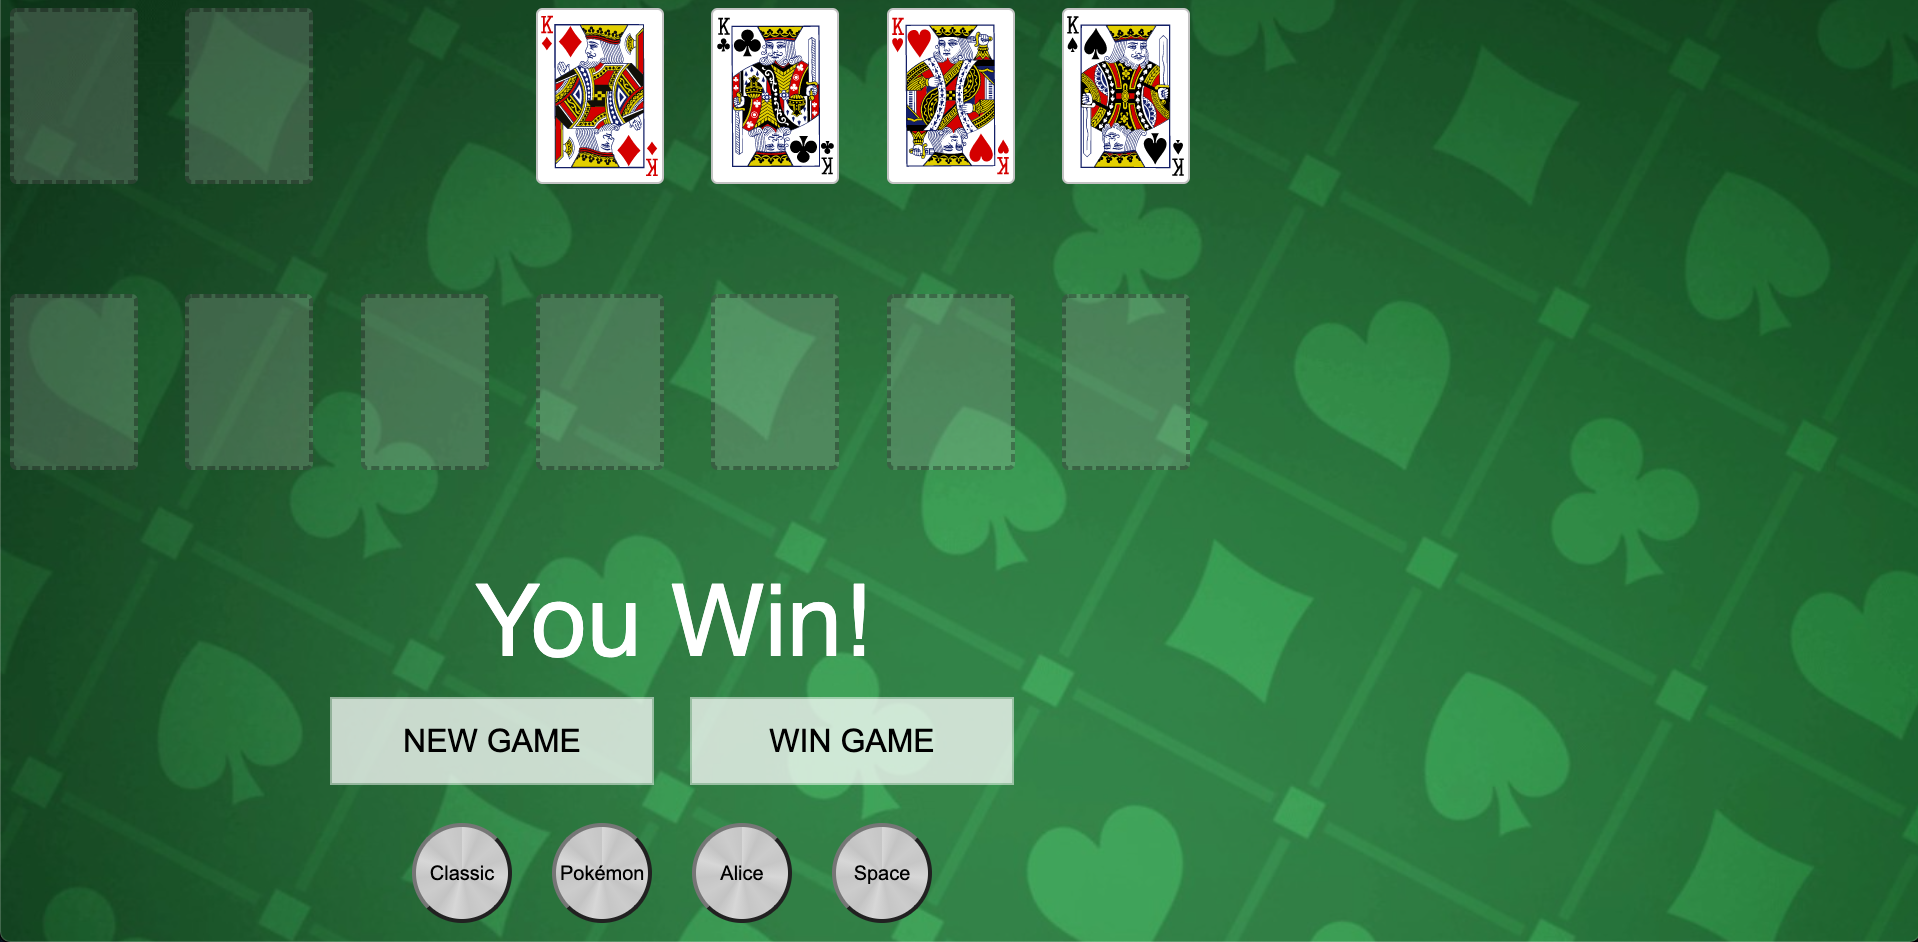 K K K K
K K K K
You Win!
NEW GAME WIN GAME
Classic Pokémon Alice Space